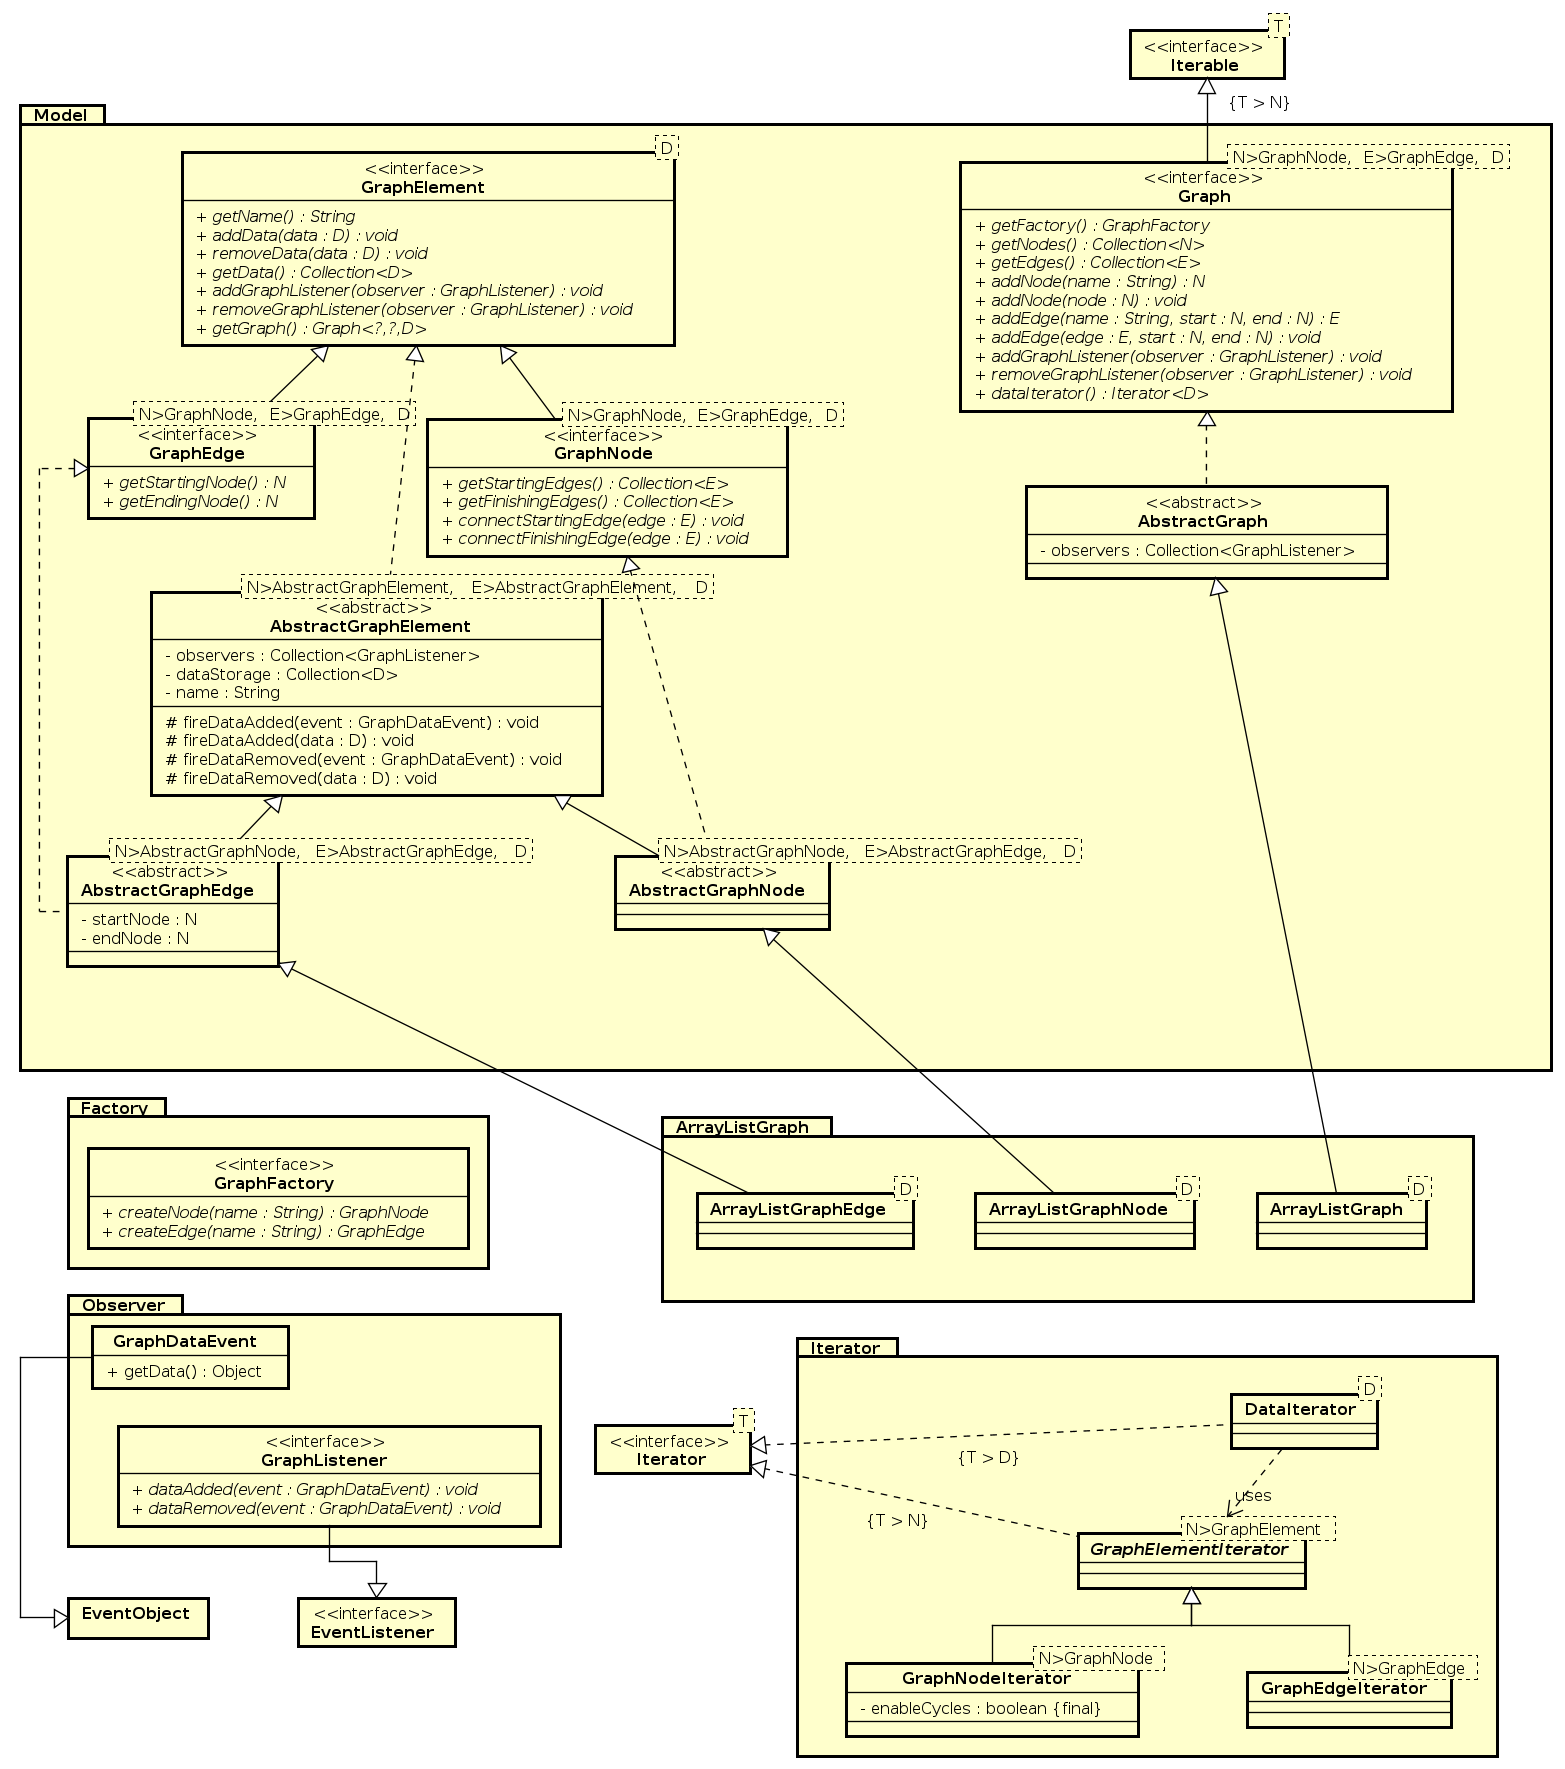 T
<<interface>>
Iterable
{T > N}
Model
D
<<interface>>
GraphElement
+ getName() : String
+ addData(data : D) : void
+ removeData(data : D) : void
+ getData() : Collection<D>
+ addGraphListener(observer : GraphListener) : void
+ removeGraphListener(observer : GraphListener) : void
+ getGraph() : Graph<?,?,D>
N>GraphNode, E>GraphEdge, D
<<interface>>
Graph
+ getFactory() : GraphFactory
+ getNodes() : Collection<N>
+ getEdges() : Collection<E>
+ addNode(name : String) : N
+ addNode(node : N) : void
+ addEdge(name : String, start : N, end : N) : E
+ addEdge(edge : E, start : N, end : N) : void
+ addGraphListener(observer : GraphListener) : void
+ removeGraphListener(observer : GraphListener) : void
+ dataIterator() : Iterator<D>
N>GraphNode, E>GraphEdge, D
<<interface>>
GraphEdge
+ getStartingNode() : N
+ getEndingNode() : N
N>GraphNode, E>GraphEdge, D
<<interface>>
GraphNode
+ getStartingEdges() : Collection<E>
+ getFinishingEdges() : Collection<E>
+ connectStartingEdge(edge : E) : void
+ connectFinishingEdge(edge : E) : void
<<abstract>>
AbstractGraph
- observers : Collection<GraphListener>
N>AbstractGraphElement, E>AbstractGraphElement, D
<<abstract>>
AbstractGraphElement
- observers : Collection<GraphListener>
- dataStorage : Collection<D>
- name : String
# fireDataAdded(event : GraphDataEvent) : void
# fireDataAdded(data : D) : void
# fireDataRemoved(event : GraphDataEvent) : void
# fireDataRemoved(data : D) : void
N>AbstractGraphNode, E>AbstractGraphEdge, D
<<abstract>>
AbstractGraphEdge
- startNode : N
- endNode : N
N>AbstractGraphNode, E>AbstractGraphEdge, D
<<abstract>>
AbstractGraphNode
Factory
<<interface>>
GraphFactory
+ createNode(name : String) : GraphNode
+ createEdge(name : String) : GraphEdge
ArrayListGraph
D
ArrayListGraphEdge
D
ArrayListGraphNode
D
ArrayListGraph
Observer
GraphDataEvent
+ getData() : Object
<<interface>>
GraphListener
+ dataAdded(event : GraphDataEvent) : void
+ dataRemoved(event : GraphDataEvent) : void
EventObject
<<interface>>
EventListener
Iterator
T
<<interface>>
Iterator
{T > D}
{T > N}
D
DataIterator
uses
N>GraphElement
GraphElementIterator
N>GraphNode
GraphNodeIterator
- enableCycles : boolean {final}
N>GraphEdge
GraphEdgeIterator